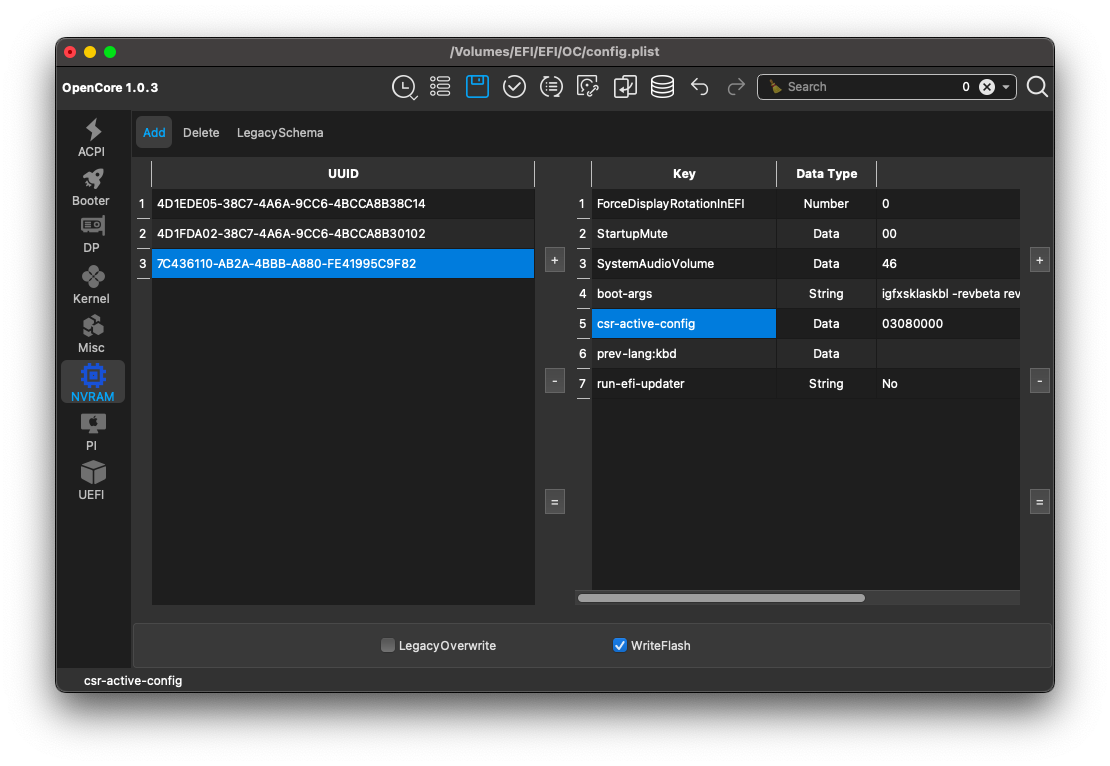 /Volumes/EFI/EFI/OC/config.plist
OpenCore 1.0.3
Search 0
ACPI
Booter
DP
Kernel
Misc
NVRAM
PI
UEFI
Add Delete LegacySchema
UUID
1 4D1EDE05-38C7-4A6A-9CC6-4BCCA8B38C14
2 4D1FDA02-38C7-4A6A-9CC6-4BCCA8B30102
3 7C436110-AB2A-4BBB-A880-FE41995C9F82
+
-
=
Key Data Type
1 ForceDisplayRotationInEFI Number 0
2 StartupMute Data 00
3 SystemAudioVolume Data 46
4 boot-args String igfxsklaskbl -revbeta rev
5 csr-active-config Data 03080000
6 prev-lang:kbd Data
7 run-efi-updater String No
+
-
=
LegacyOverwrite WriteFlash
csr-active-config